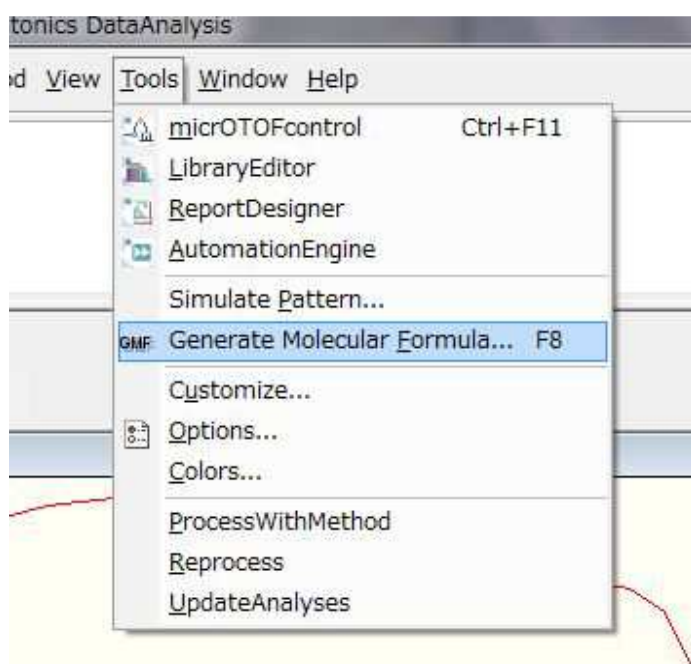 tonics DataAnalysis
od View Tools Window Help
micrOTOFcontrol Ctrl+F11
LibraryEditor
ReportDesigner
AutomationEngine
Simulate Pattern...
GMF Generate Molecular Formula... F8
Customize...
Options...
Colors...
ProcessWithMethod
Reprocess
UpdateAnalyses